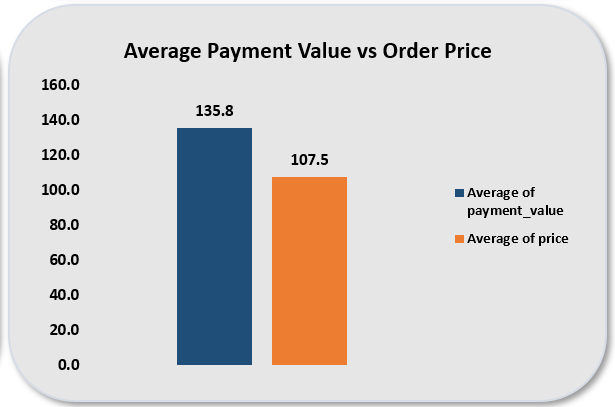 Average Payment Value vs Order Price
160.0
140.0
120.0
100.0
80.0
60.0
40.0
20.0
0.0
135.8
107.5
Average of
payment_value
Average of price